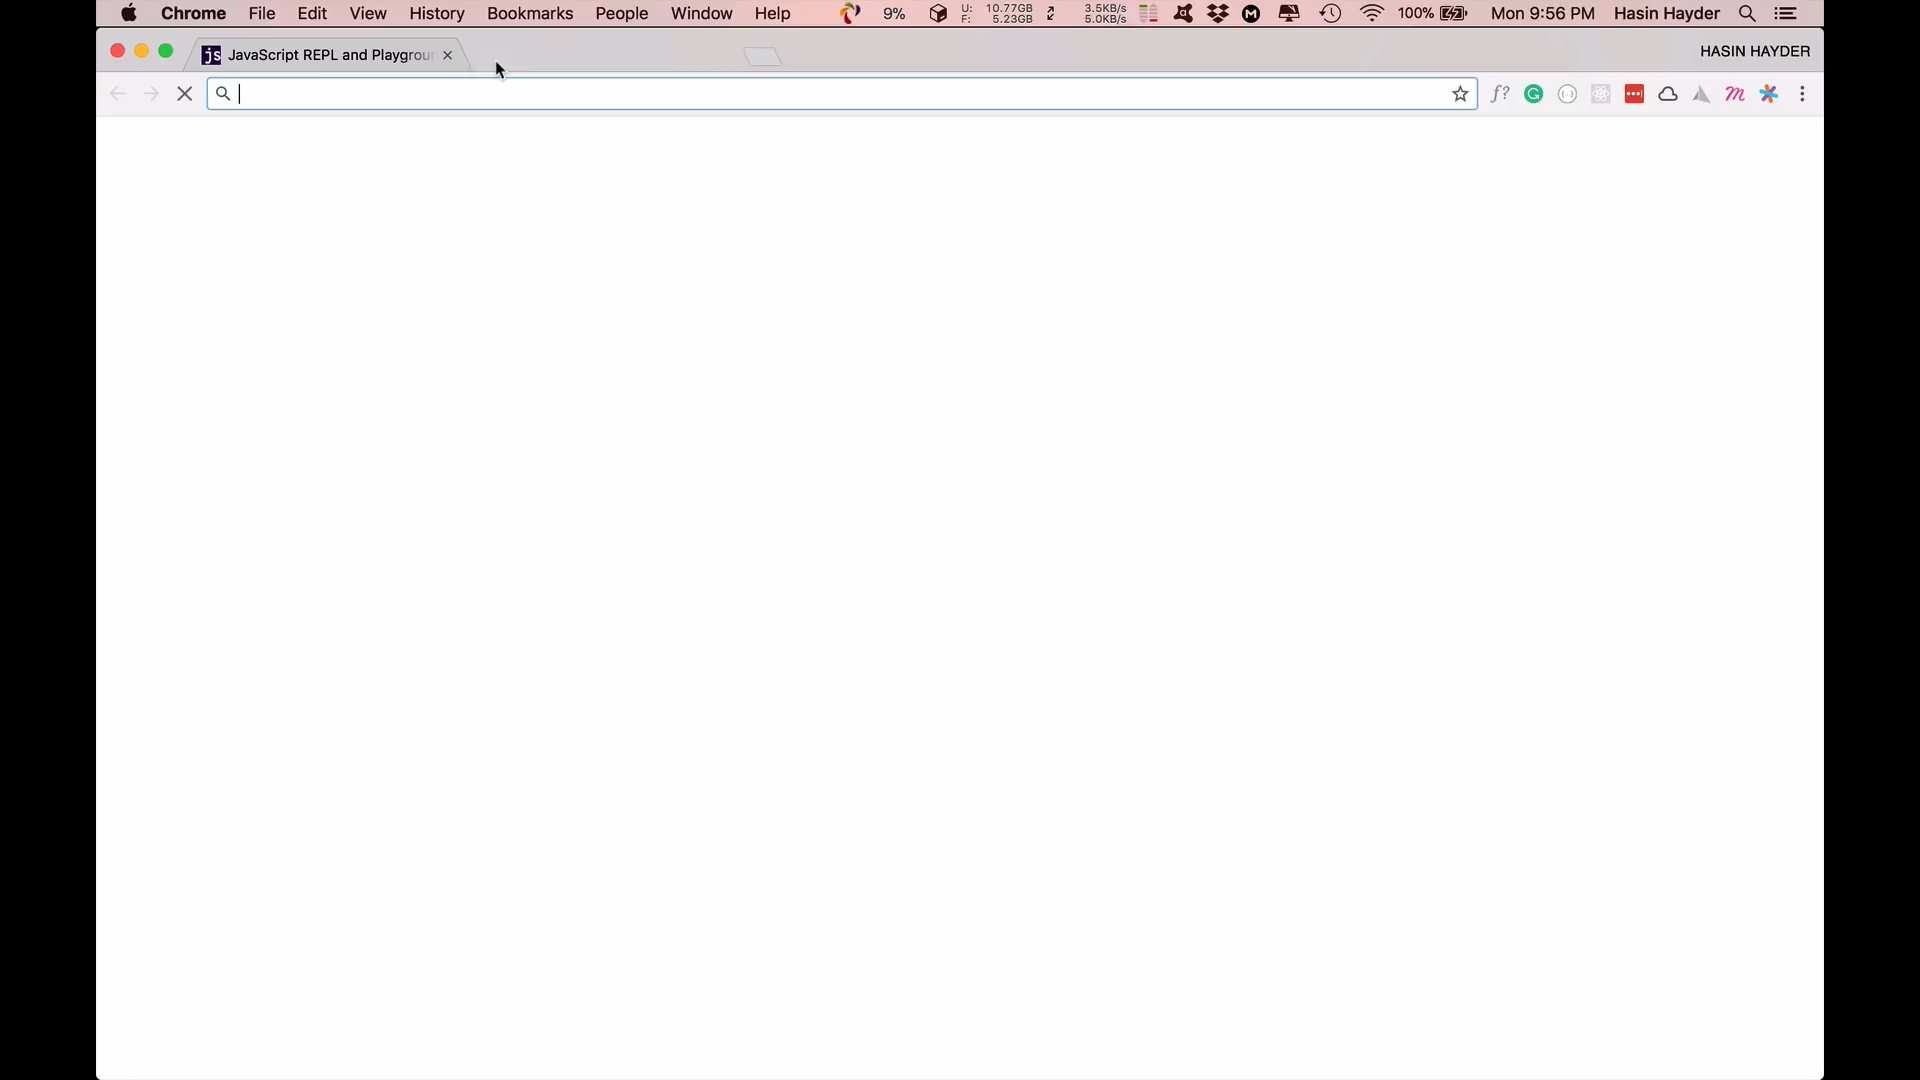 Chrome File Edit View History Bookmarks People Window Help 9% U: 10.77GB 3.5KB/s 100% Mon 9:56 PM Hasin Hayder
F: 5.23GB 5.0KB/s
js JavaScript REPL and Playgroun HASIN HAYDER
f?